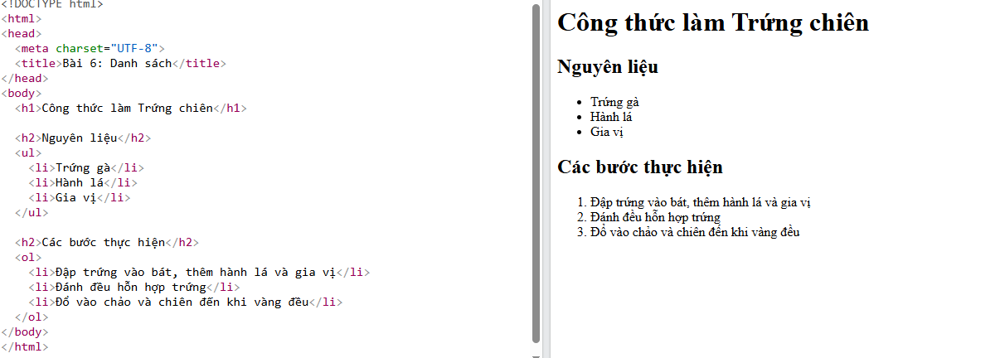 <!DOCTYPE html>
<html>
<head>
<meta charset="UTF-8">
<title>Bài 6: Danh sách</title>
</head>
<body>
<h1>Công thức làm Trứng chiên</h1>
<h2>Nguyên liệu</h2>
<ul>
<li>Trứng gà</li>
<li>Hành lá</li>
<li>Gia vị</li>
</ul>
<h2>Các bước thực hiện</h2>
<ol>
<li>Đập trứng vào bát, thêm hành lá và gia vị</li>
<li>Đánh đều hỗn hợp trứng</li>
<li>Đổ vào chảo và chiên đến khi vàng đều</li>
</ol>
</body>
</html>
Công thức làm Trứng chiên
Nguyên liệu
• Trứng gà
• Hành lá
• Gia vị
Các bước thực hiện
1. Đập trứng vào bát, thêm hành lá và gia vị
2. Đánh đều hỗn hợp trứng
3. Đổ vào chảo và chiên đến khi vàng đều